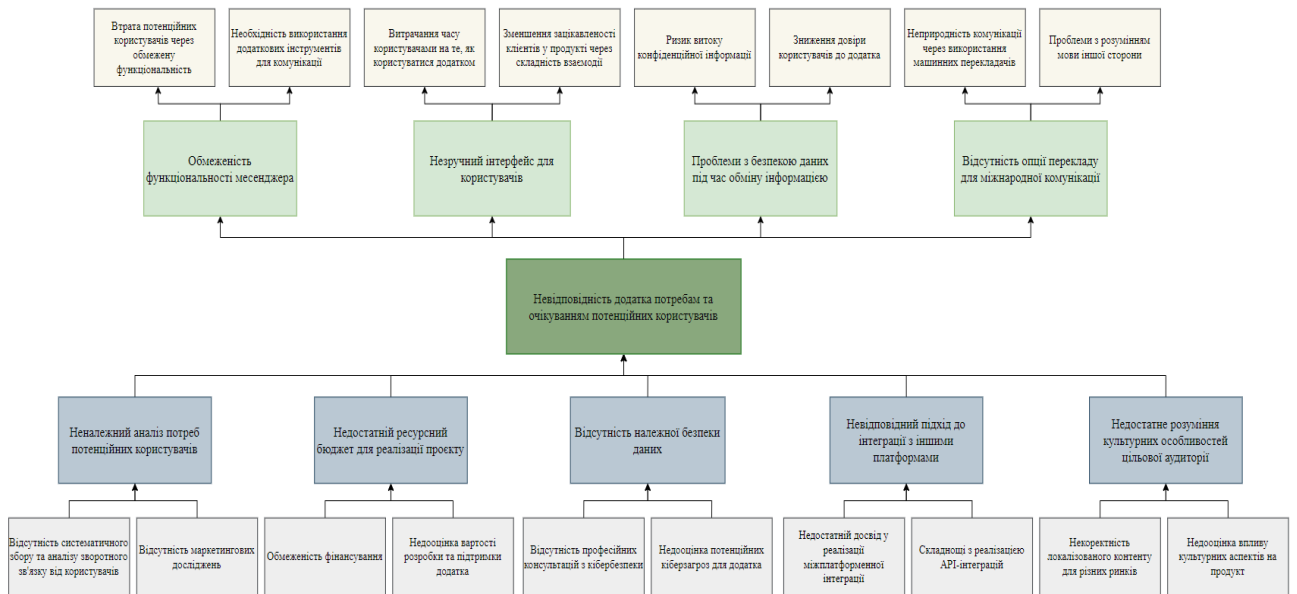 Втрата потенційних
користувачів через
обмежену
функціональність
Необхідність використання
додаткових інструментів
для комунікації
Витрачання часу
користувачами на те, як
користуватися додатком
Зменшення зацікавленості
клієнтів у продукті через
складність взаємодії
Ризик витоку
конфіденційної інформації
Зниження довіри
користувачів до додатка
Неприродність комунікації
через використання
машинних перекладачів
Проблеми з розумінням
мови іншої сторони
Обмеженість
функціональності месенджера
Незручний інтерфейс для
користувачів
Проблеми з безпекою даних
під час обміну інформацією
Відсутність опції перекладу
для міжнародної комунікації
Невідповідність додатка потребам та
очікуванням потенційних користувачів
Неналежний аналіз потреб
потенційних користувачів
Недостатній ресурсний
бюджет для реалізації проєкту
Відсутність належної безпеки
даних
Невідповідний підхід до
інтеграції з іншими
платформами
Недостатне розуміння
культурних особливостей
цільової аудиторії
Відсутність систематичного
збору та аналізу зворотного
зв'язку від користувачів
Відсутність маркетингових
досліджень
Обмеженість фінансування
Недооцінка вартості
розробки та підтримки
додатка
Відсутність професійних
консультацій з кібербезпеки
Недооцінка потенційних
кіберзагроз для додатка
Недостатній досвід у
реалізації
міжплатформенної
інтеграції
Складнощі з реалізацією
API-інтеграцій
Некоректність
локалізованого контенту
для різних ринків
Недооцінка впливу
культурних аспектів на
продукт